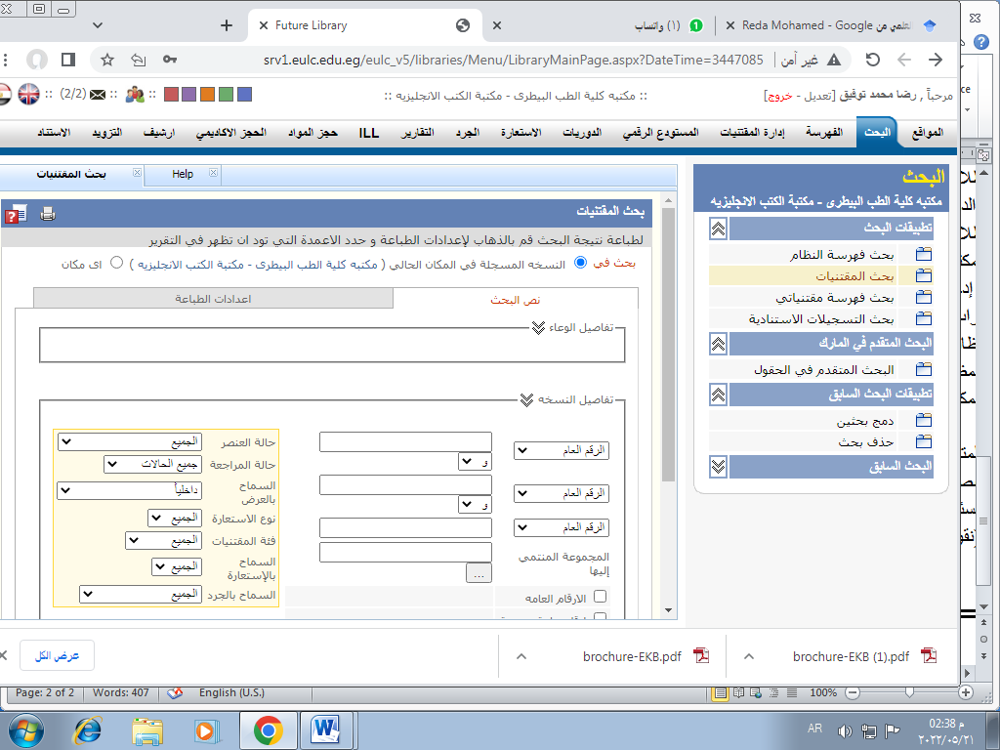 Future Library
(١) واتساب
Reda Mohamed - Google
srv1.eulc.edu.eg/eulc_v5/libraries/Menu/LibraryMainPage.aspx?DateTime=3447085
غير آمن
مرحباً , رضا محمد توفيق [تعديل - خروج]
:: مكتبه كلية الطب البيطرى - مكتبة الكتب الانجليزيه ::
:: (2/2) :: ::
المواقع البحث الفهرسة إدارة المقتنيات المستودع الرقمي الدوريات الاستعارة الجرد التقارير ILL حجز المواد الحجز الاكاديمي ارشيف التزويد الاستناد
بحث المقتنيات
Help
البحث
مكتبه كلية الطب البيطرى - مكتبة الكتب الانجليزيه
تطبيقات البحث
بحث فهرسة النظام
بحث المقتنيات
بحث فهرسة مقتنياتي
بحث التسجيلات الاستنادية
البحث المتقدم في المارك
البحث المتقدم في الحقول
تطبيقات البحث السابق
دمج بحثين
حذف بحث
البحث السابق
بحث المقتنيات
لطباعة نتيجة البحث قم بالذهاب لإعدادات الطباعة و حدد الاعمدة التي تود ان تظهر في التقرير
بحث في النسخه المسجلة في المكان الحالي ( مكتبه كلية الطب البيطرى - مكتبة الكتب الانجليزيه ) اى مكان
نص البحث
اعدادات الطباعة
تفاصيل الوعاء
تفاصيل النسخه
الرقم العام
و
الرقم العام
و
الرقم العام
المجموعة المنتمي إليها
...
الارقام العامه
حالة العنصر الجميع
حالة المراجعة جميع الحالات
السماح بالعرض داخلياً
نوع الاستعارة الجميع
فئة المقتنيات الجميع
السماح بالإستعارة الجميع
السماح بالجرد الجميع
عرض الكل
brochure-EKB.pdf
brochure-EKB (1).pdf
Page: 2 of 2
Words: 407
English (U.S.)
100%
AR
02:38 م
٢٠٢٢/٠٥/٢١